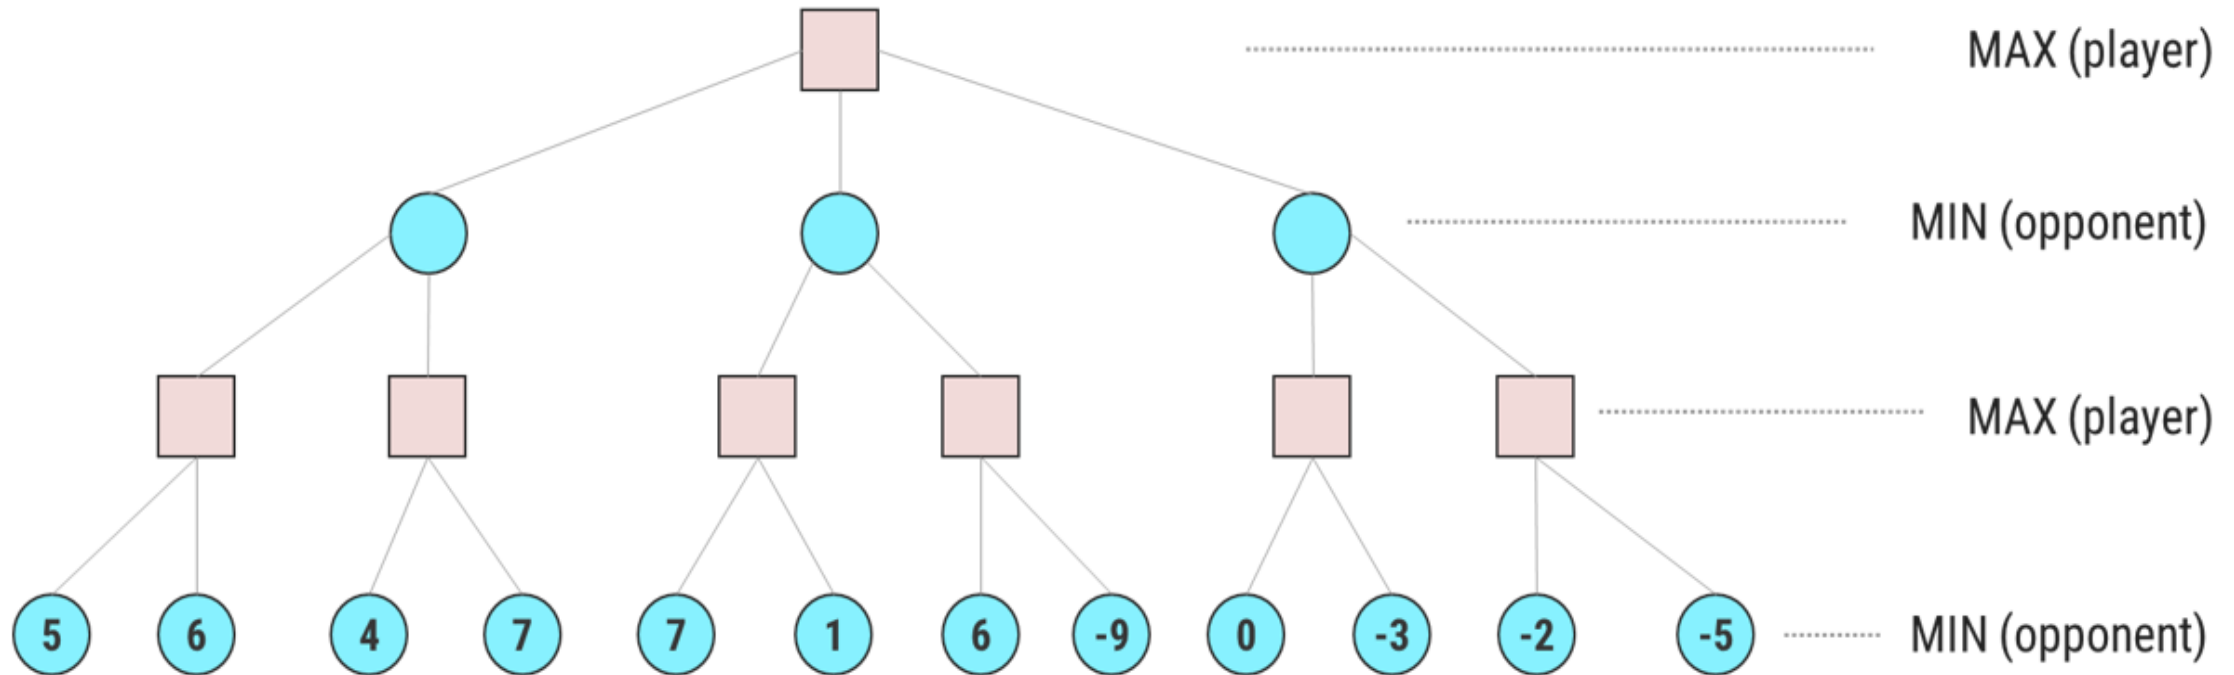 MAX (player)
MIN (opponent)
MAX (player)
5 6 4 7 7 1 6 -9 0 -3 -2 -5 MIN (opponent)